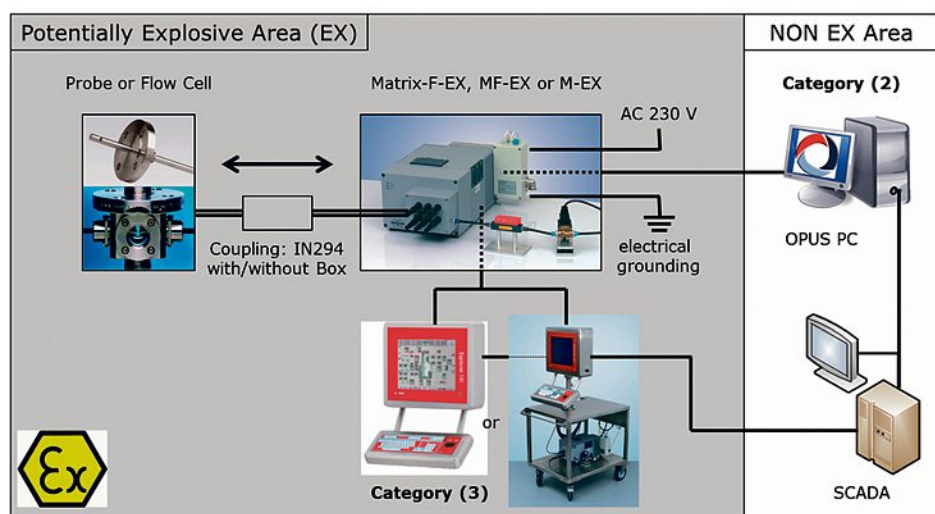 Potentially Explosive Area (EX)
NON EX Area
Probe or Flow Cell
Matrix-F-EX, MF-EX or M-EX
Category (2)
AC 230 V
Coupling: IN294
with/without Box
electrical
grounding
OPUS PC
or
Category (3)
SCADA
Ex